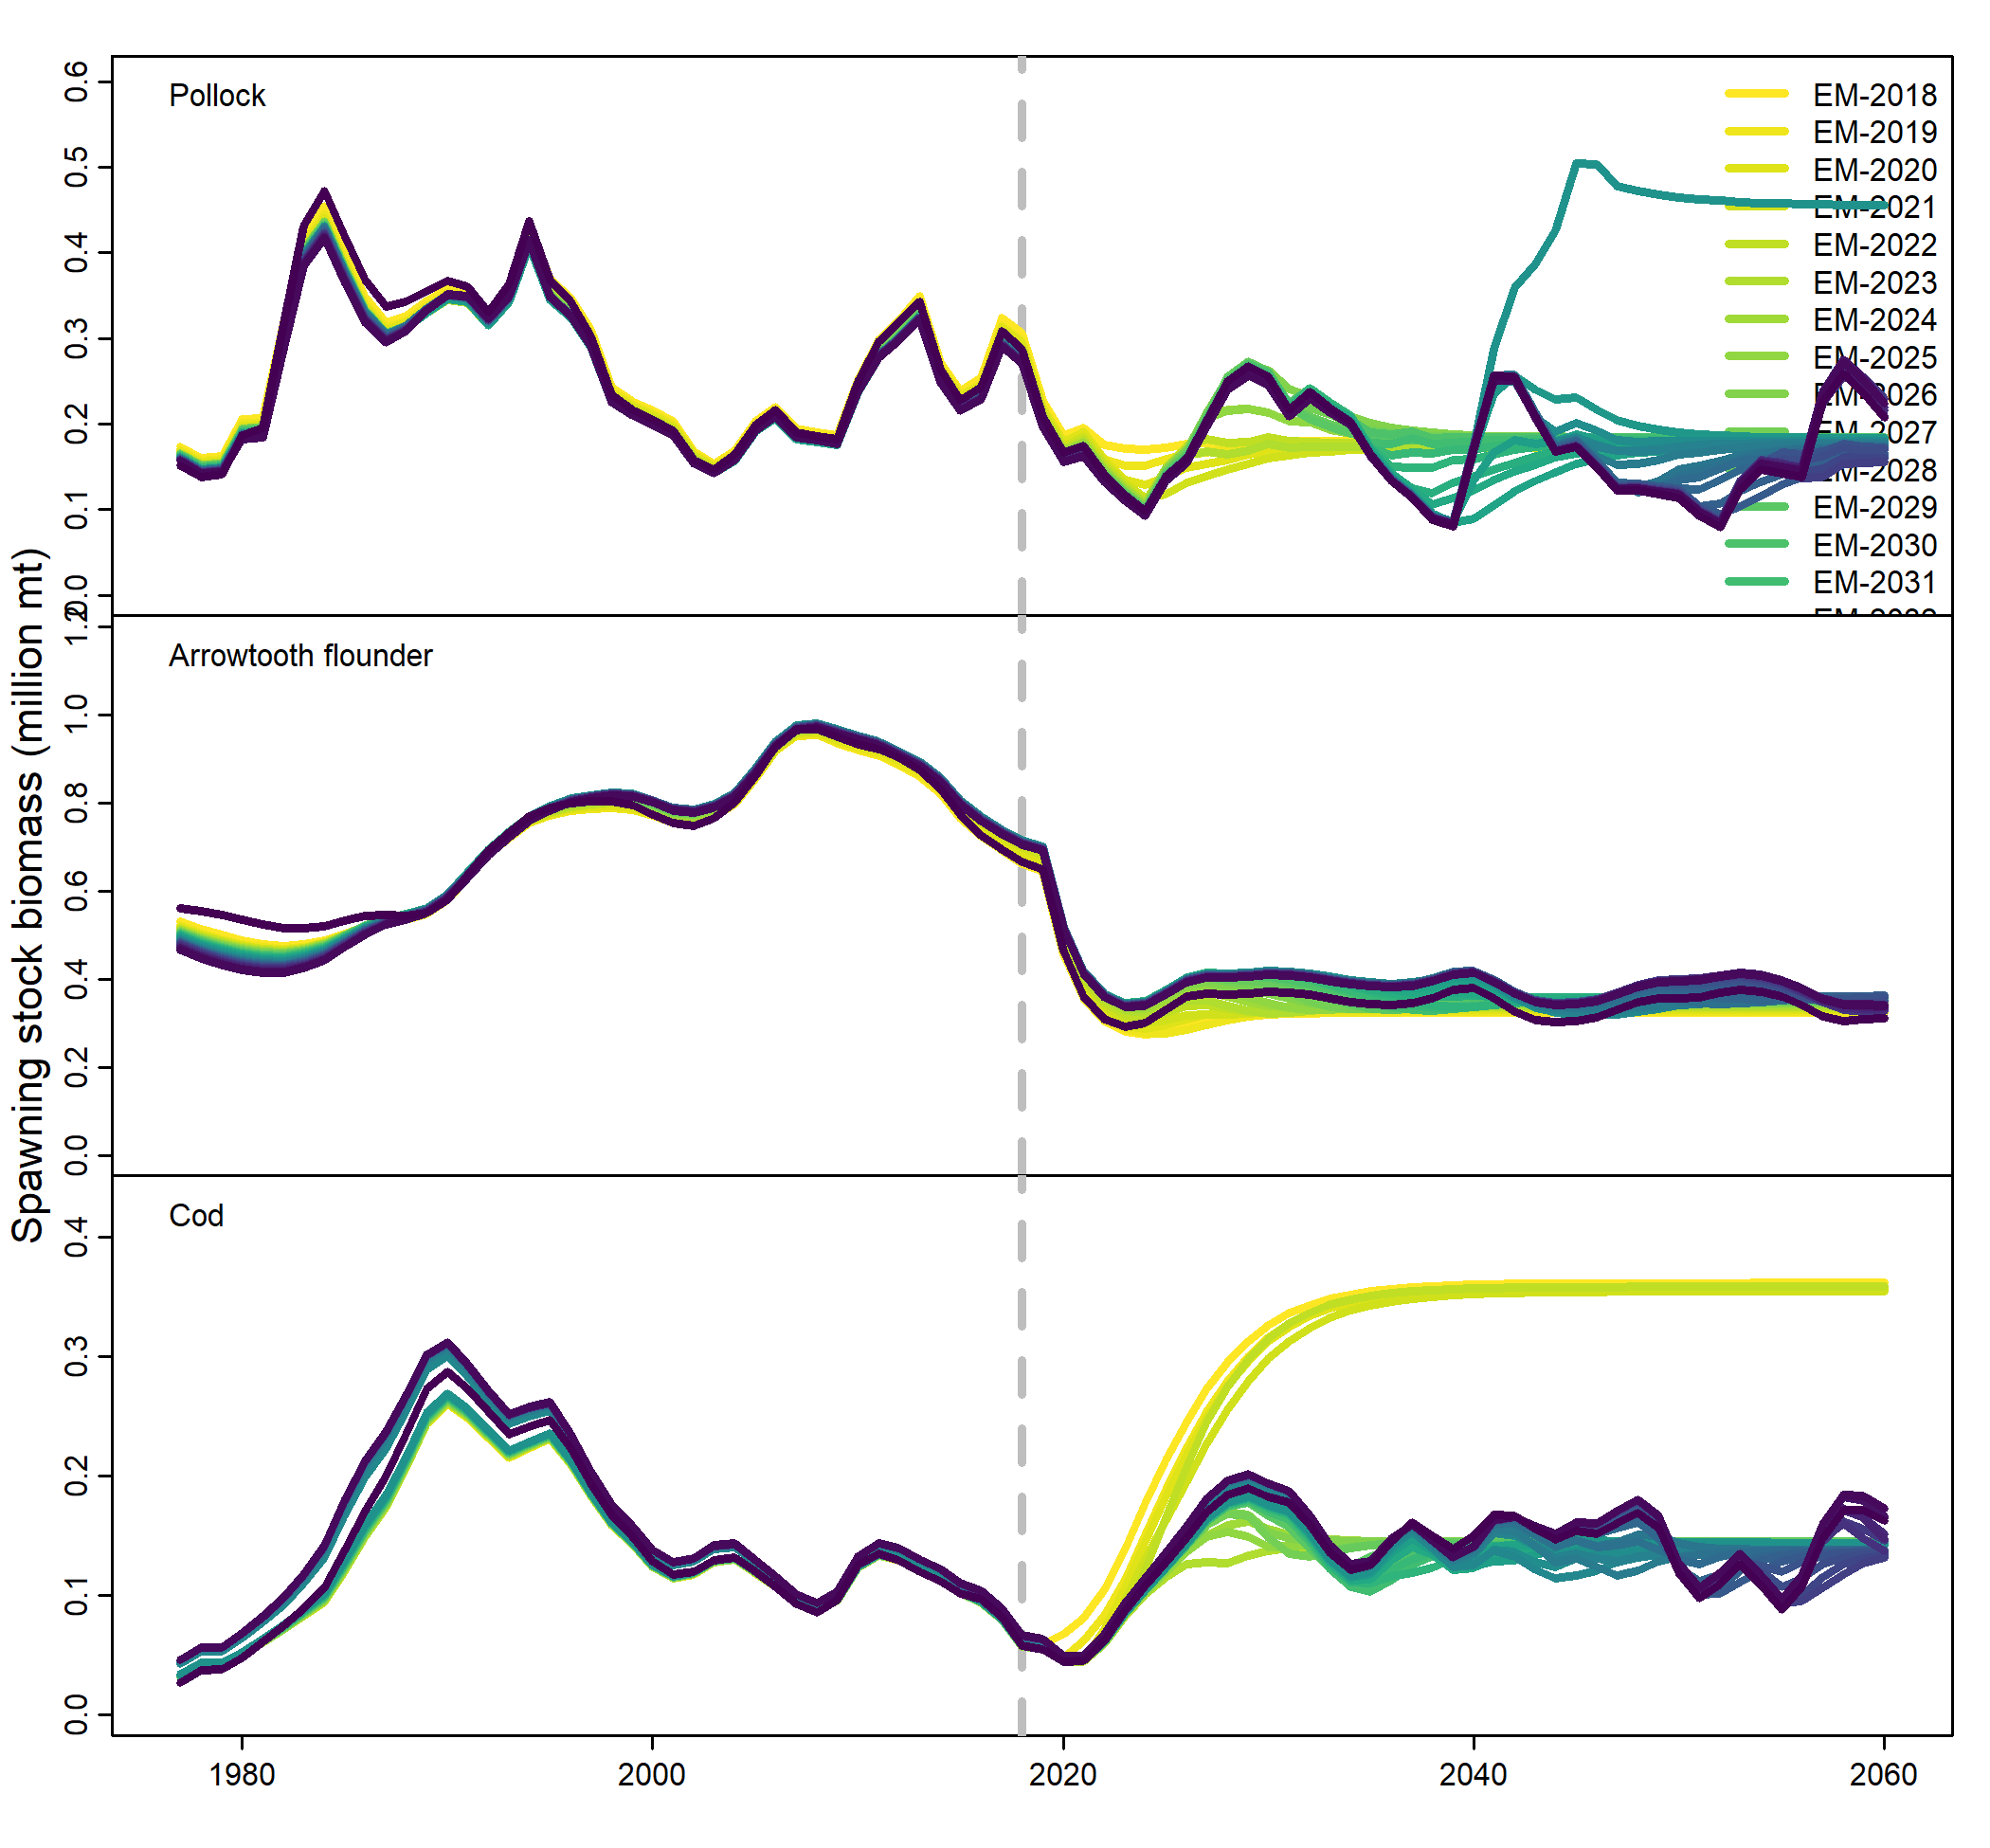 Spawning stock biomass (million mt)
Pollock
0.6
0.5
0.4
0.3
0.2
0.1
0.0
EM-2018
EM-2019
EM-2020
EM-2021
EM-2022
EM-2023
EM-2024
EM-2025
EM-2026
EM-2027
EM-2028
EM-2029
EM-2030
EM-2031
Arrowtooth flounder
1.2
1.0
0.8
0.6
0.4
0.2
0.0
Cod
0.4
0.3
0.2
0.1
0.0
1980 2000 2020 2040 2060